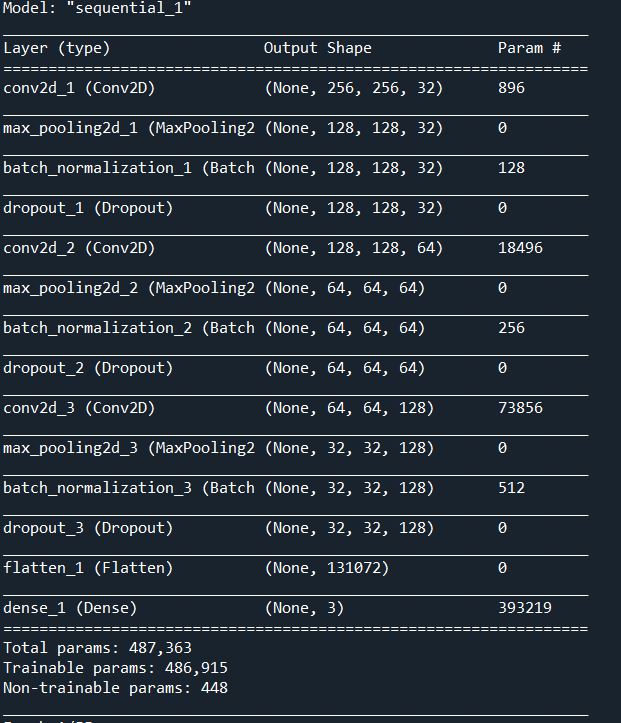 Model: "sequential_1"
Layer (type) Output Shape Param #
conv2d_1 (Conv2D) (None, 256, 256, 32) 896
max_pooling2d_1 (MaxPooling2 (None, 128, 128, 32) 0
batch_normalization_1 (Batch (None, 128, 128, 32) 128
dropout_1 (Dropout) (None, 128, 128, 32) 0
conv2d_2 (Conv2D) (None, 128, 128, 64) 18496
max_pooling2d_2 (MaxPooling2 (None, 64, 64, 64) 0
batch_normalization_2 (Batch (None, 64, 64, 64) 256
dropout_2 (Dropout) (None, 64, 64, 64) 0
conv2d_3 (Conv2D) (None, 64, 64, 128) 73856
max_pooling2d_3 (MaxPooling2 (None, 32, 32, 128) 0
batch_normalization_3 (Batch (None, 32, 32, 128) 512
dropout_3 (Dropout) (None, 32, 32, 128) 0
flatten_1 (Flatten) (None, 131072) 0
dense_1 (Dense) (None, 3) 393219
Total params: 487,363
Trainable params: 486,915
Non-trainable params: 448